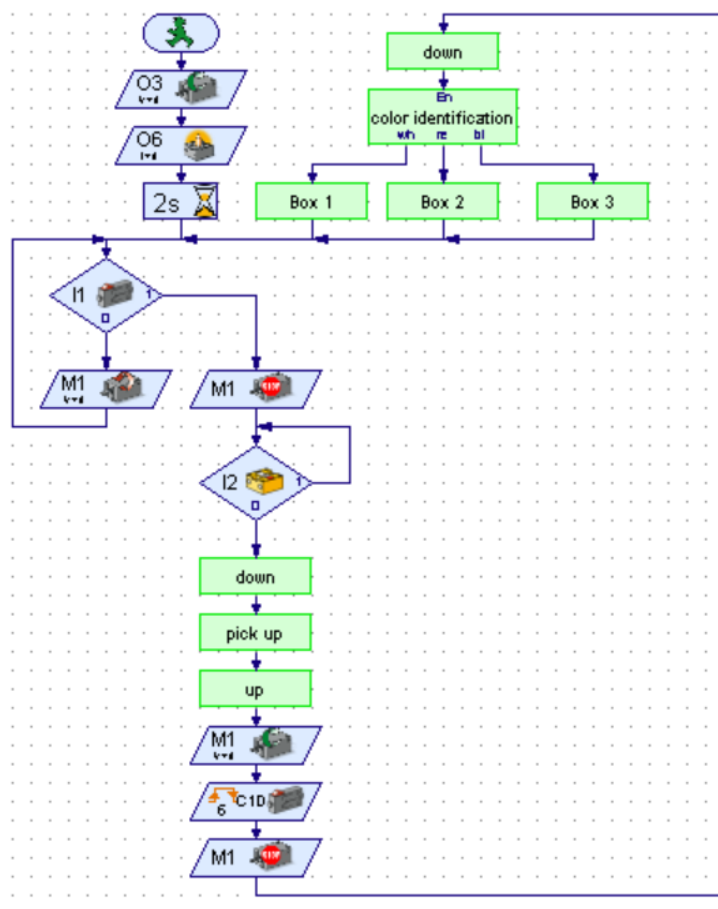 O3
O6
2s
down
En
color identification
wh re bl
Box 1
Box 2
Box 3
I1
1
0
M1
M1
I2
1
0
down
pick up
up
M1
6
C1D
M1